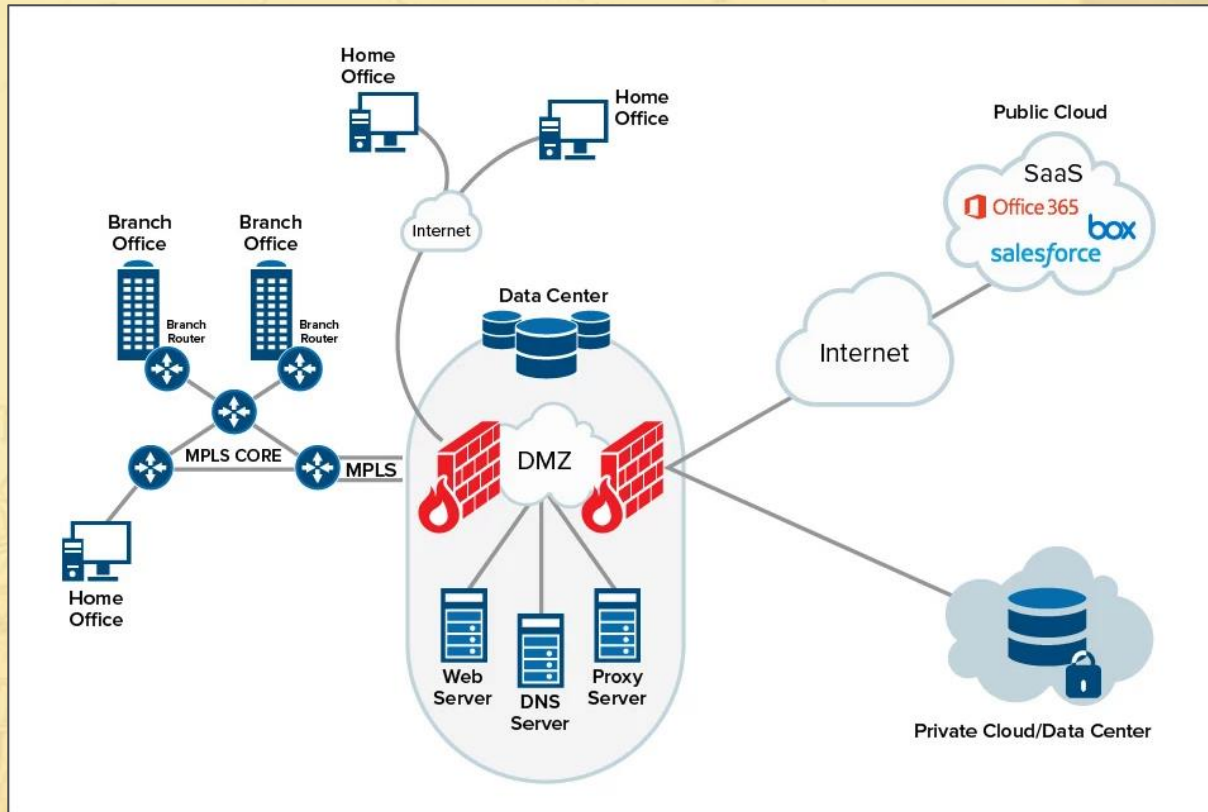 Home
Office
Home
Office
Public Cloud
SaaS
Office 365
box
salesforce
Internet
Branch
Office
Branch
Office
Data Center
Branch
Router
Branch
Router
Internet
MPLS CORE
MPLS
DMZ
Home
Office
Web
Server
DNS
Server
Proxy
Server
Private Cloud/Data Center